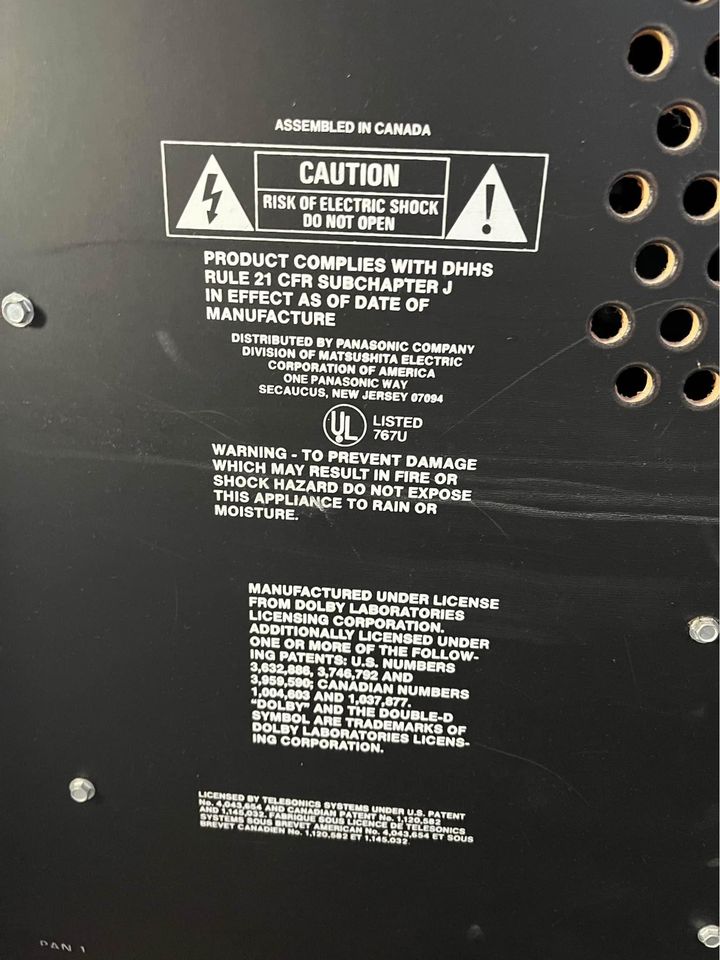 ASSEMBLED IN CANADA
CAUTION
RISK OF ELECTRIC SHOCK
DO NOT OPEN
PRODUCT COMPLIES WITH DHHS
RULE 21 CFR SUBCHAPTER J
IN EFFECT AS OF DATE OF
MANUFACTURE
DISTRIBUTED BY PANASONIC COMPANY
DIVISION OF MATSUSHITA ELECTRIC
CORPORATION OF AMERICA
ONE PANASONIC WAY
SECAUCUS, NEW JERSEY 07094
UL LISTED
767U
WARNING - TO PREVENT DAMAGE
WHICH MAY RESULT IN FIRE OR
SHOCK HAZARD DO NOT EXPOSE
THIS APPLIANCE TO RAIN OR
MOISTURE.
MANUFACTURED UNDER LICENSE
FROM DOLBY LABORATORIES
LICENSING CORPORATION.
ADDITIONALLY LICENSED UNDER
ONE OR MORE OF THE FOLLOW-
ING PATENTS: U.S. NUMBERS
3,632,886, 3,746,792 AND
3,959,590; CANADIAN NUMBERS
1,004,603 AND 1,037,877.
"DOLBY" AND THE DOUBLE-D
SYMBOL ARE TRADEMARKS OF
DOLBY LABORATORIES LICENS-
ING CORPORATION.
LICENSED BY TELESONICS SYSTEMS UNDER U.S. PATENT
No. 4,043,654 AND CANADIAN PATENT No. 1,120,582
AND 1,145,032. FABRIQUE SOUS LICENCE DE TELESONICS
SYSTEMS SOUS BREVET AMERICAN No. 4,043,654 ET SOUS
BREVET CANADIEN No. 1,120,582 ET 1.145.032
PAN 1